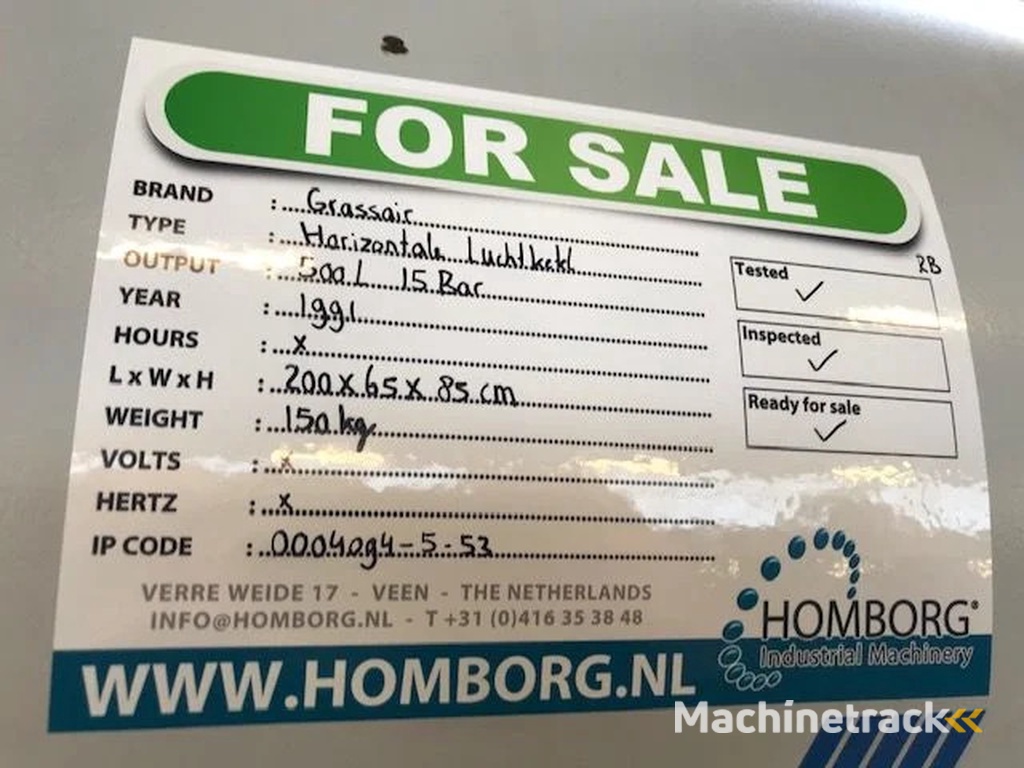 FOR SALE
BRAND : Grassair
TYPE : Horizontale Luchtketel
OUTPUT : 500 L 15 Bar
YEAR : 1991
HOURS : x
L x W x H : 200 x 65 x 85 cm
WEIGHT : 150 kg
VOLTS : x
HERTZ : x
IP CODE : 0004094-5-53
RB
Tested ✓
Inspected ✓
Ready for sale ✓
VERRE WEIDE 17 - VEEN - THE NETHERLANDS
INFO@HOMBORG.NL - T +31 (0)416 35 38 48
HOMBORG®
Industrial Machinery
WWW.HOMBORG.NL
Machinetrack